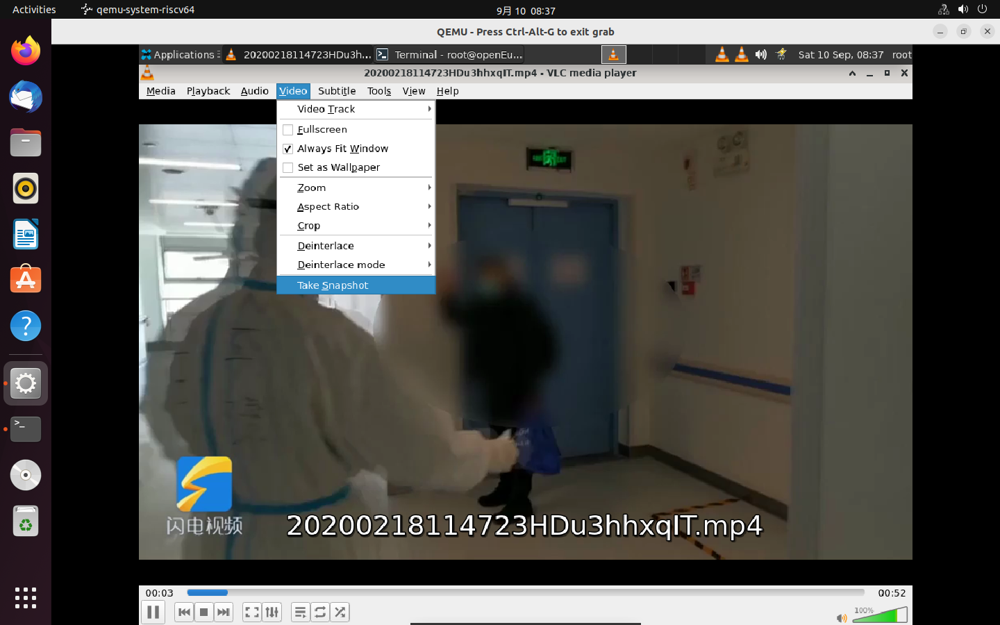 Activities
qemu-system-riscv64
9月 10 08:37
QEMU - Press Ctrl-Alt-G to exit grab
Applications
20200218114723HDu3h...
Terminal - root@openEu...
Sat 10 Sep, 08:37
root
20200218114723HDu3hhxqIT.mp4 - VLC media player
Media Playback Audio Video Subtitle Tools View Help
Video Track
Fullscreen
Always Fit Window
Set as Wallpaper
Zoom
Aspect Ratio
Crop
Deinterlace
Deinterlace mode
Take Snapshot
闪电视频
20200218114723HDu3hhxqIT.mp4
00:03
00:52
100%